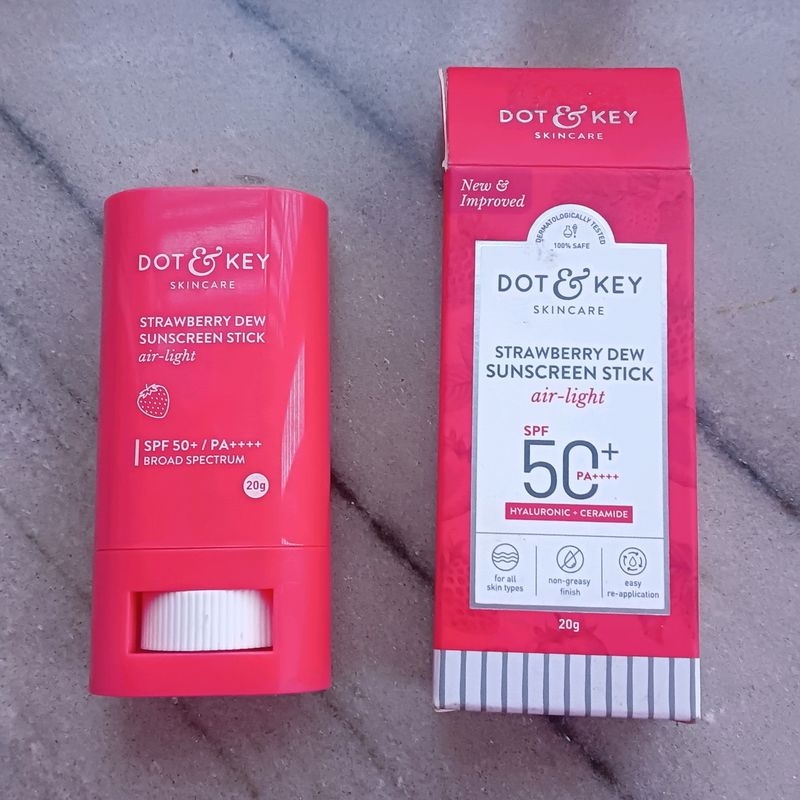 DOT & KEY
SKINCARE
STRAWBERRY DEW
SUNSCREEN STICK
air-light
SPF 50+ / PA++++
BROAD SPECTRUM
20g
DOT & KEY
SKINCARE
New &
Improved
DERMATOLOGICALLY TESTED
100% SAFE
DOT & KEY
SKINCARE
STRAWBERRY DEW
SUNSCREEN STICK
air-light
SPF
50+
PA++++
HYALURONIC + CERAMIDE
for all
skin types
non-greasy
finish
easy
re-application
20g